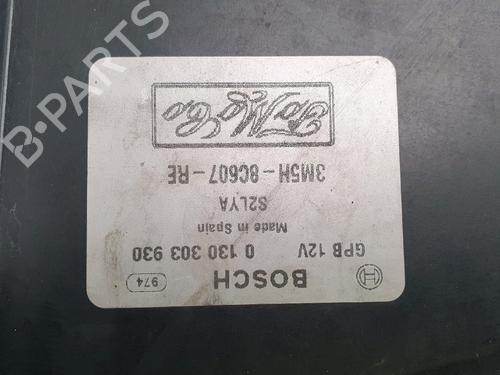 974
BOSCH
GPB 12V 0 130 303 930
Made in Spain
S2LYA
3M5H-8C607-RE
FoMoCo
B-PARTS